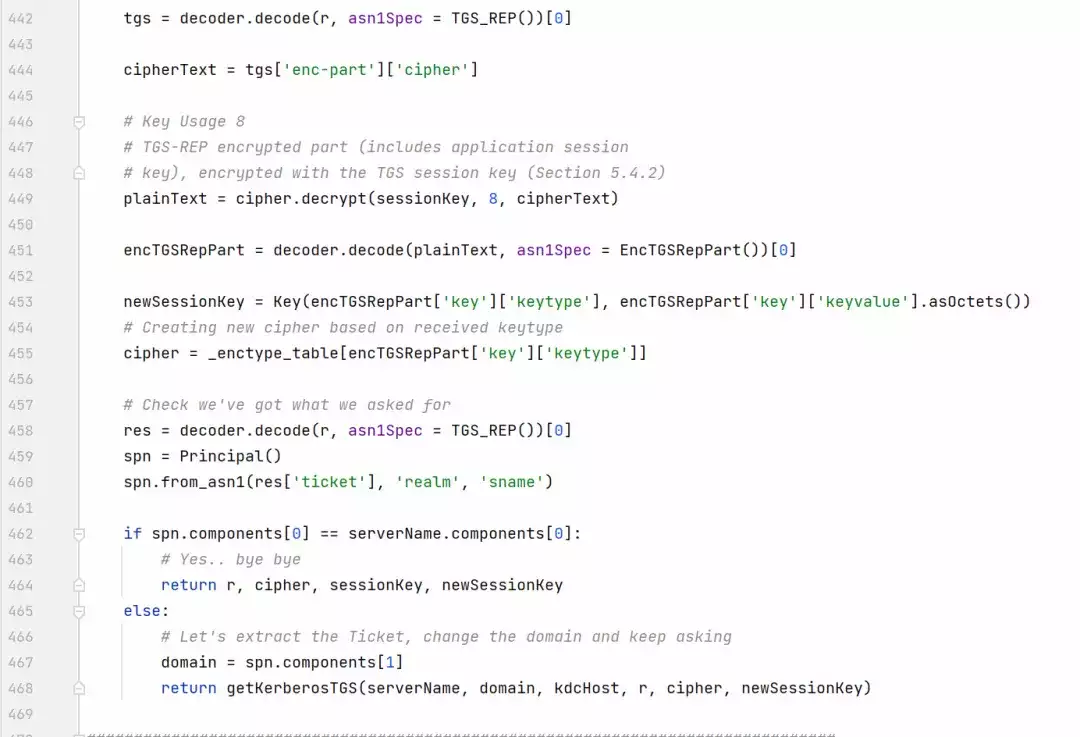 442 tgs = decoder.decode(r, asn1Spec = TGS_REP())[0]
443
444 cipherText = tgs['enc-part']['cipher']
445
446 # Key Usage 8
447 # TGS-REP encrypted part (includes application session
448 # key), encrypted with the TGS session key (Section 5.4.2)
449 plainText = cipher.decrypt(sessionKey, 8, cipherText)
450
451 encTGSRepPart = decoder.decode(plainText, asn1Spec = EncTGSRepPart())[0]
452
453 newSessionKey = Key(encTGSRepPart['key']['keytype'], encTGSRepPart['key']['keyvalue'].asOctets())
454 # Creating new cipher based on received keytype
455 cipher = _enctype_table[encTGSRepPart['key']['keytype']]
456
457 # Check we've got what we asked for
458 res = decoder.decode(r, asn1Spec = TGS_REP())[0]
459 spn = Principal()
460 spn.from_asn1(res['ticket'], 'realm', 'sname')
461
462 if spn.components[0] == serverName.components[0]:
463 # Yes.. bye bye
464 return r, cipher, sessionKey, newSessionKey
465 else:
466 # Let's extract the Ticket, change the domain and keep asking
467 domain = spn.components[1]
468 return getKerberosTGS(serverName, domain, kdcHost, r, cipher, newSessionKey)
469